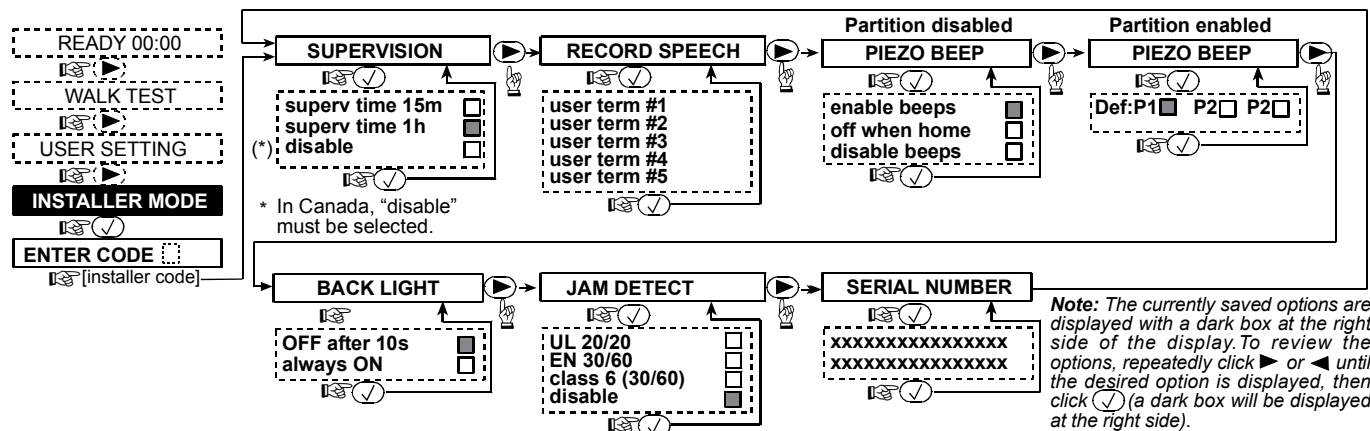 READY 00:00
WALK TEST
USER SETTING
INSTALLER MODE
ENTER CODE
[installer code]
SUPERVISION
superv time 15m
superv time 1h
(*) disable
* In Canada, “disable”
must be selected.
RECORD SPEECH
user term #1
user term #2
user term #3
user term #4
user term #5
Partition disabled
PIEZO BEEP
enable beeps
off when home
disable beeps
Partition enabled
PIEZO BEEP
Def:P1 P2 P2
BACK LIGHT
OFF after 10s
always ON
JAM DETECT
UL 20/20
EN 30/60
class 6 (30/60)
disable
SERIAL NUMBER
xxxxxxxxxxxxxxxx
xxxxxxxxxxxxxxxx
Note: The currently saved options are
displayed with a dark box at the right
side of the display.To review the
options, repeatedly click ► or ◄ until
the desired option is displayed, then
click (✓) (a dark box will be displayed
at the right side).